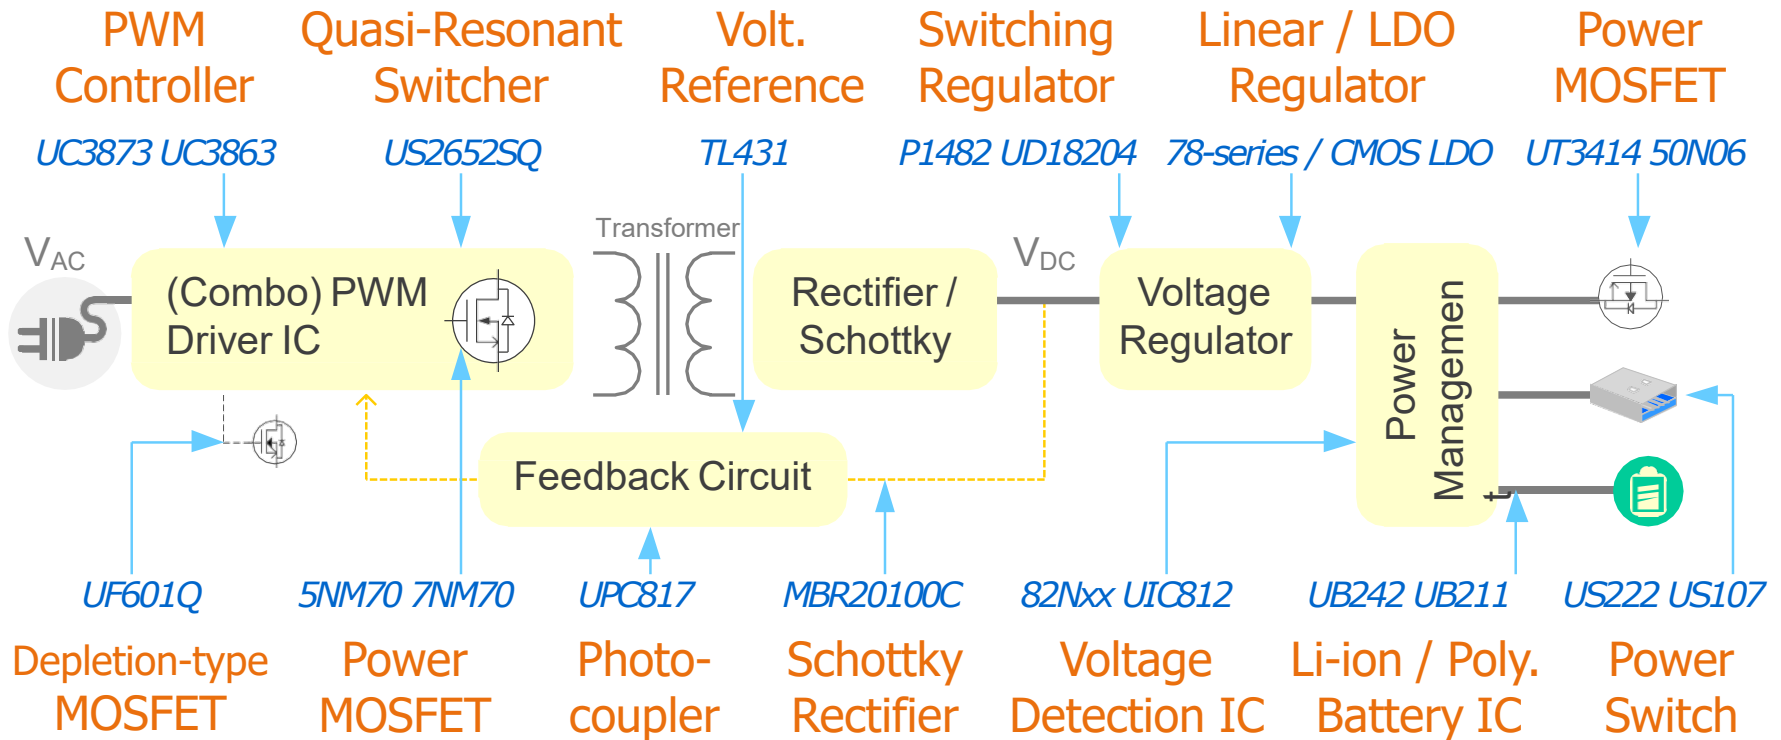 PWM
Controller
Quasi-Resonant
Switcher
Volt.
Reference
Switching
Regulator
Linear / LDO
Regulator
Power
MOSFET
UC3873 UC3863
US2652SQ
TL431
P1482 UD18204
78-series / CMOS LDO
UT3414 50N06
VAC
(Combo) PWM
Driver IC
Transformer
Rectifier /
Schottky
VDC
Voltage
Regulator
Power
Managemen
t
Feedback Circuit
UF601Q
5NM70 7NM70
UPC817
MBR20100C
82Nxx UIC812
UB242 UB211
US222 US107
Depletion-type
MOSFET
Power
MOSFET
Photo-
coupler
Schottky
Rectifier
Voltage
Detection IC
Li-ion / Poly.
Battery IC
Power
Switch